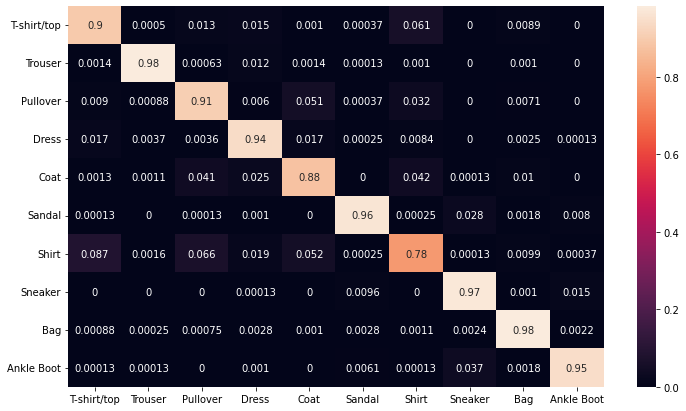 T-shirt/top 0.9 0.0005 0.013 0.015 0.001 0.00037 0.061 0 0.0089 0
Trouser 0.0014 0.98 0.00063 0.012 0.0014 0.00013 0.001 0 0.001 0
Pullover 0.009 0.00088 0.91 0.006 0.051 0.00037 0.032 0 0.0071 0
Dress 0.017 0.0037 0.0036 0.94 0.017 0.00025 0.0084 0 0.0025 0.00013
Coat 0.0013 0.0011 0.041 0.025 0.88 0 0.042 0.00013 0.01 0
Sandal 0.00013 0 0.00013 0.001 0 0.96 0.00025 0.028 0.0018 0.008
Shirt 0.087 0.0016 0.066 0.019 0.052 0.00025 0.78 0.00013 0.0099 0.00037
Sneaker 0 0 0 0.00013 0 0.0096 0 0.97 0.001 0.015
Bag 0.00088 0.00025 0.00075 0.0028 0.001 0.0028 0.0011 0.0024 0.98 0.0022
Ankle Boot 0.00013 0.00013 0 0.001 0 0.0061 0.00013 0.037 0.0018 0.95
T-shirt/top Trouser Pullover Dress Coat Sandal Shirt Sneaker Bag Ankle Boot
0.8
0.6
0.4
0.2
0.0